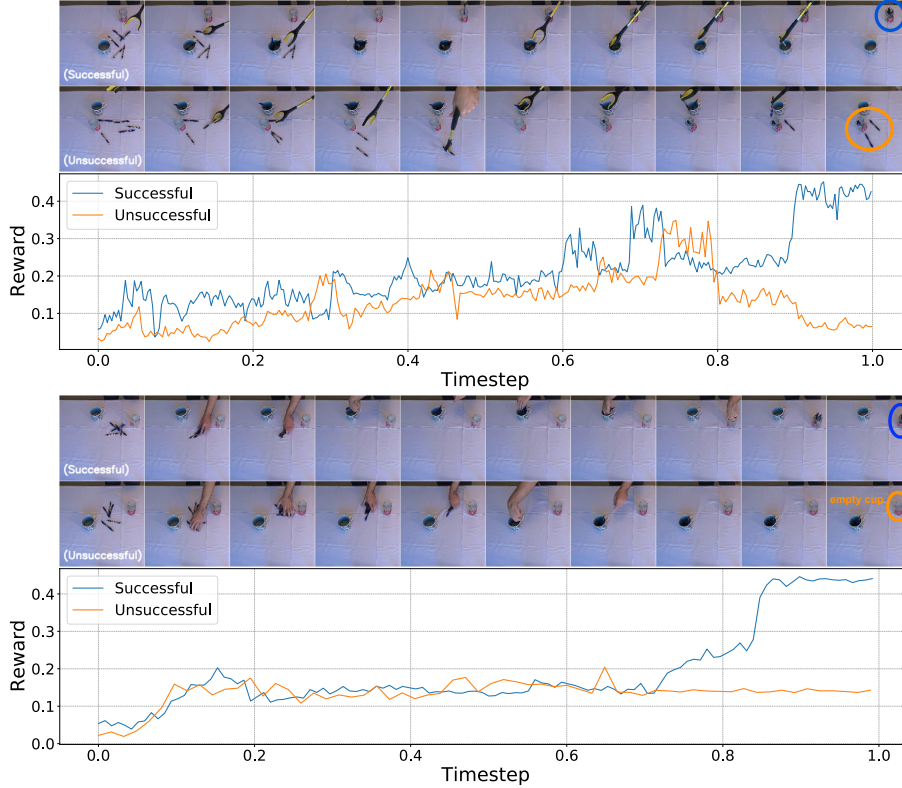 (Successful)
(Unsuccessful)
Successful
Unsuccessful
Reward
0.4
0.3
0.2
0.1
0.0 0.2 0.4 0.6 0.8 1.0
Timestep
(Successful)
empty cup
(Unsuccessful)
Successful
Unsuccessful
Reward
0.4
0.3
0.2
0.1
0.0
0.0 0.2 0.4 0.6 0.8 1.0
Timestep